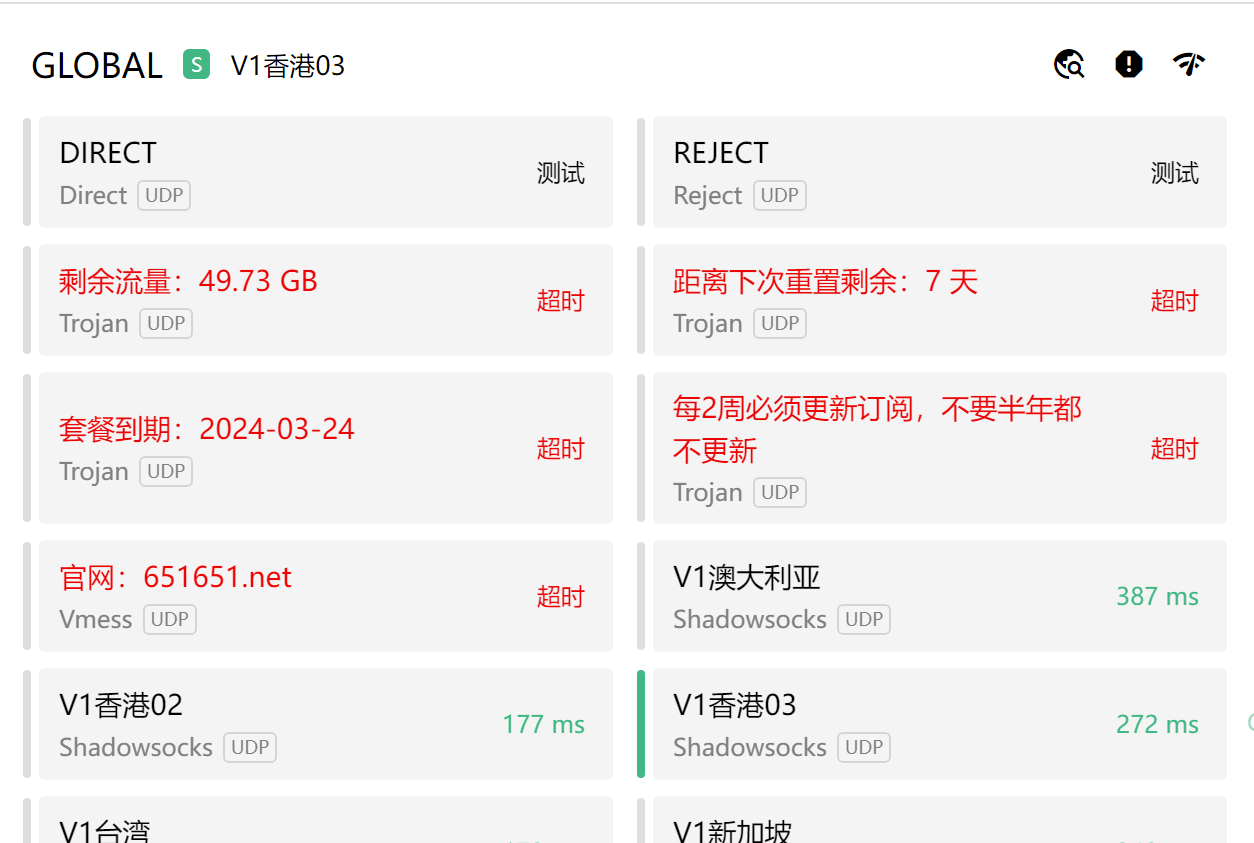 GLOBAL S V1香港03
DIRECT
Direct UDP
测试
REJECT
Reject UDP
测试
剩余流量：49.73 GB
Trojan UDP
超时
距离下次重置剩余：7 天
Trojan UDP
超时
套餐到期：2024-03-24
Trojan UDP
超时
每2周必须更新订阅，不要半年都
不更新
Trojan UDP
超时
官网：651651.net
Vmess UDP
超时
V1澳大利亚
Shadowsocks UDP
387 ms
V1香港02
Shadowsocks UDP
177 ms
V1香港03
Shadowsocks UDP
272 ms
V1台湾
V1新加坡